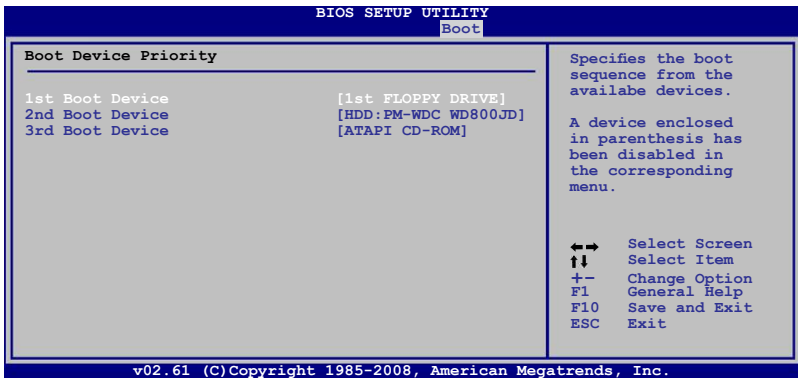 BIOS SETUP UTILITY
Boot
Boot Device Priority
1st Boot Device [1st FLOPPY DRIVE]
2nd Boot Device [HDD:PM-WDC WD800JD]
3rd Boot Device [ATAPI CD-ROM]
Specifies the boot
sequence from the
availabe devices.
A device enclosed
in parenthesis has
been disabled in
the corresponding
menu.
←→ Select Screen
↑↓ Select Item
+- Change Option
F1 General Help
F10 Save and Exit
ESC Exit
v02.61 (C)Copyright 1985-2008, American Megatrends, Inc.